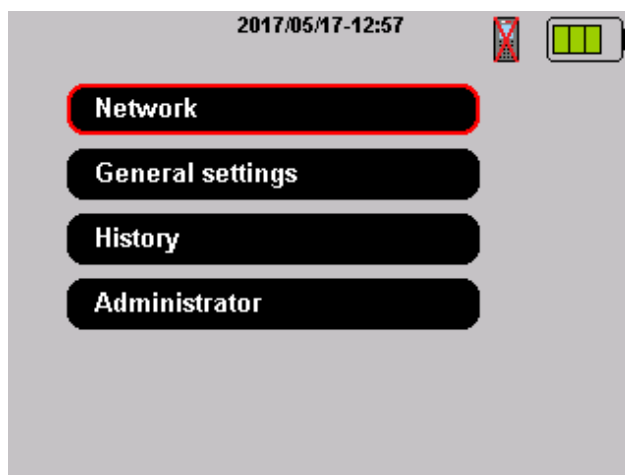 2017/05/17-12:57
Network
General settings
History
Administrator